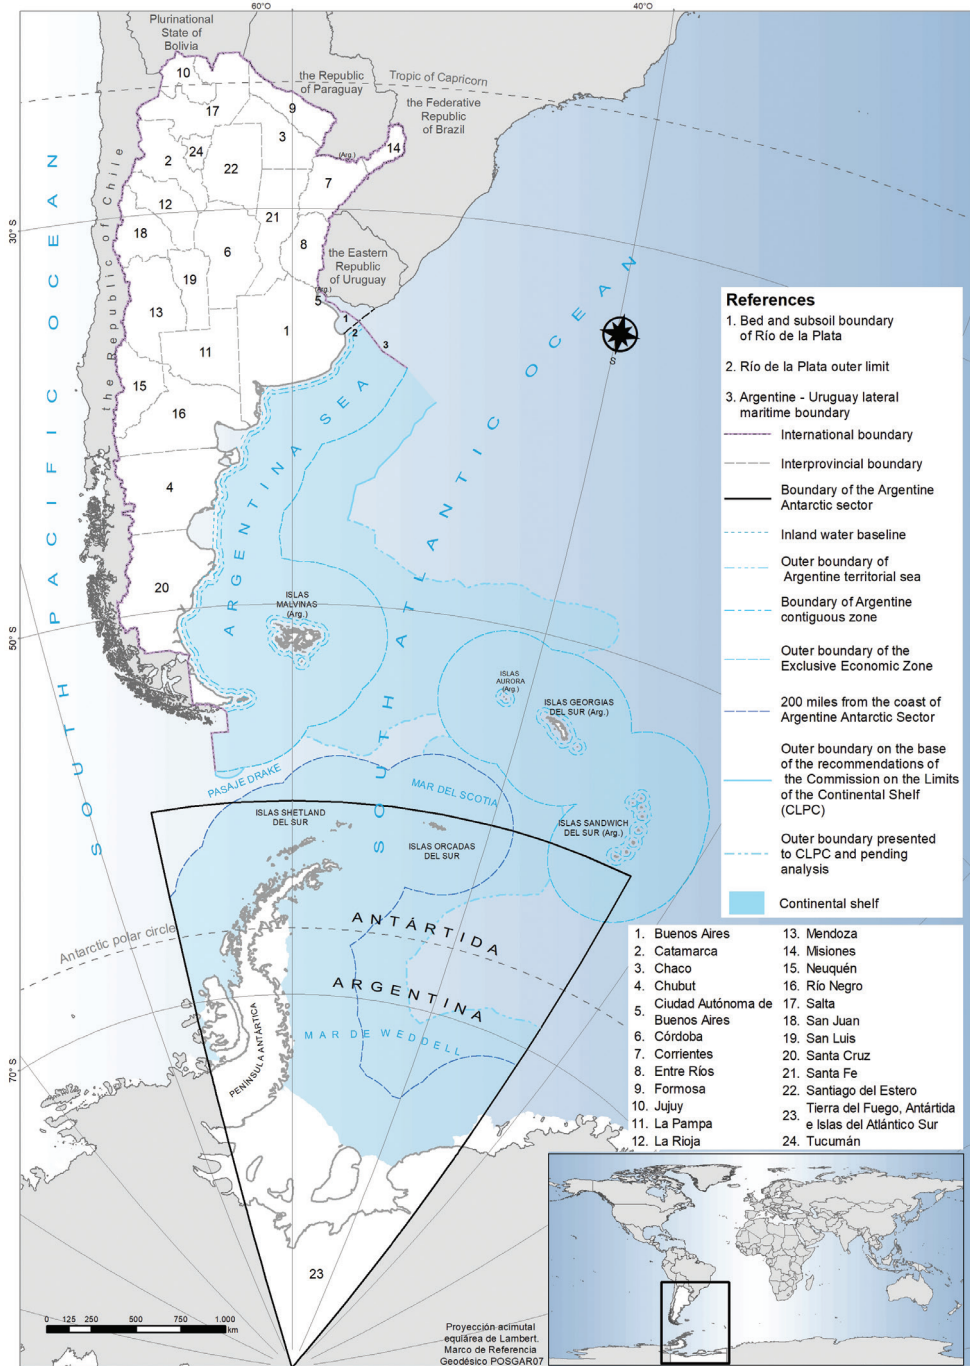 60°O
40°O
Plurinational
State of
Bolivia
10
the Republic
of Paraguay
Tropic of Capricorn
the Federative
Republic
of Brazil
17
9
3
14
(Arg.)
24
2
22
7
12
21
18
6
8
the Eastern
Republic
of Uruguay
19
(Arg.)
5
13
1
1
2
3
11
15
16
4
20
30° S
50° S
70° S
the Republic of Chile
SOUTH PACIFIC OCEAN
ARGENTINA SEA
SOUTH ATLANTIC OCEAN
S
ISLAS
MALVINAS
(Arg.)
ISLAS
AURORA
(Arg.)
ISLAS GEORGIAS
DEL SUR (Arg.)
PASAJE DRAKE
MAR DEL SCOTIA
ISLAS SHETLAND
DEL SUR
ISLAS ORCADAS
DEL SUR
ISLAS SANDWICH
DEL SUR (Arg.)
Antarctic polar circle
ANTÁRTIDA
ARGENTINA
MAR DE WEDDELL
PENÍNSULA ANTÁRTICA
23
References
1. Bed and subsoil boundary
of Río de la Plata
2. Río de la Plata outer limit
3. Argentine - Uruguay lateral
maritime boundary
International boundary
Interprovincial boundary
Boundary of the Argentine
Antarctic sector
Inland water baseline
Outer boundary of
Argentine territorial sea
Boundary of Argentine
contiguous zone
Outer boundary of the
Exclusive Economic Zone
200 miles from the coast of
Argentine Antarctic Sector
Outer boundary on the base
of the recommendations of
the Commission on the Limits
of the Continental Shelf
(CLPC)
Outer boundary presented
to CLPC and pending
analysis
Continental shelf
1. Buenos Aires
2. Catamarca
3. Chaco
4. Chubut
5. Ciudad Autónoma de
Buenos Aires
6. Córdoba
7. Corrientes
8. Entre Ríos
9. Formosa
10. Jujuy
11. La Pampa
12. La Rioja
13. Mendoza
14. Misiones
15. Neuquén
16. Río Negro
17. Salta
18. San Juan
19. San Luis
20. Santa Cruz
21. Santa Fe
22. Santiago del Estero
23. Tierra del Fuego, Antártida
e Islas del Atlántico Sur
24. Tucumán
0 125 250 500 750 1.000
km
Proyección acimutal
equiárea de Lambert.
Marco de Referencia
Geodésico POSGAR07